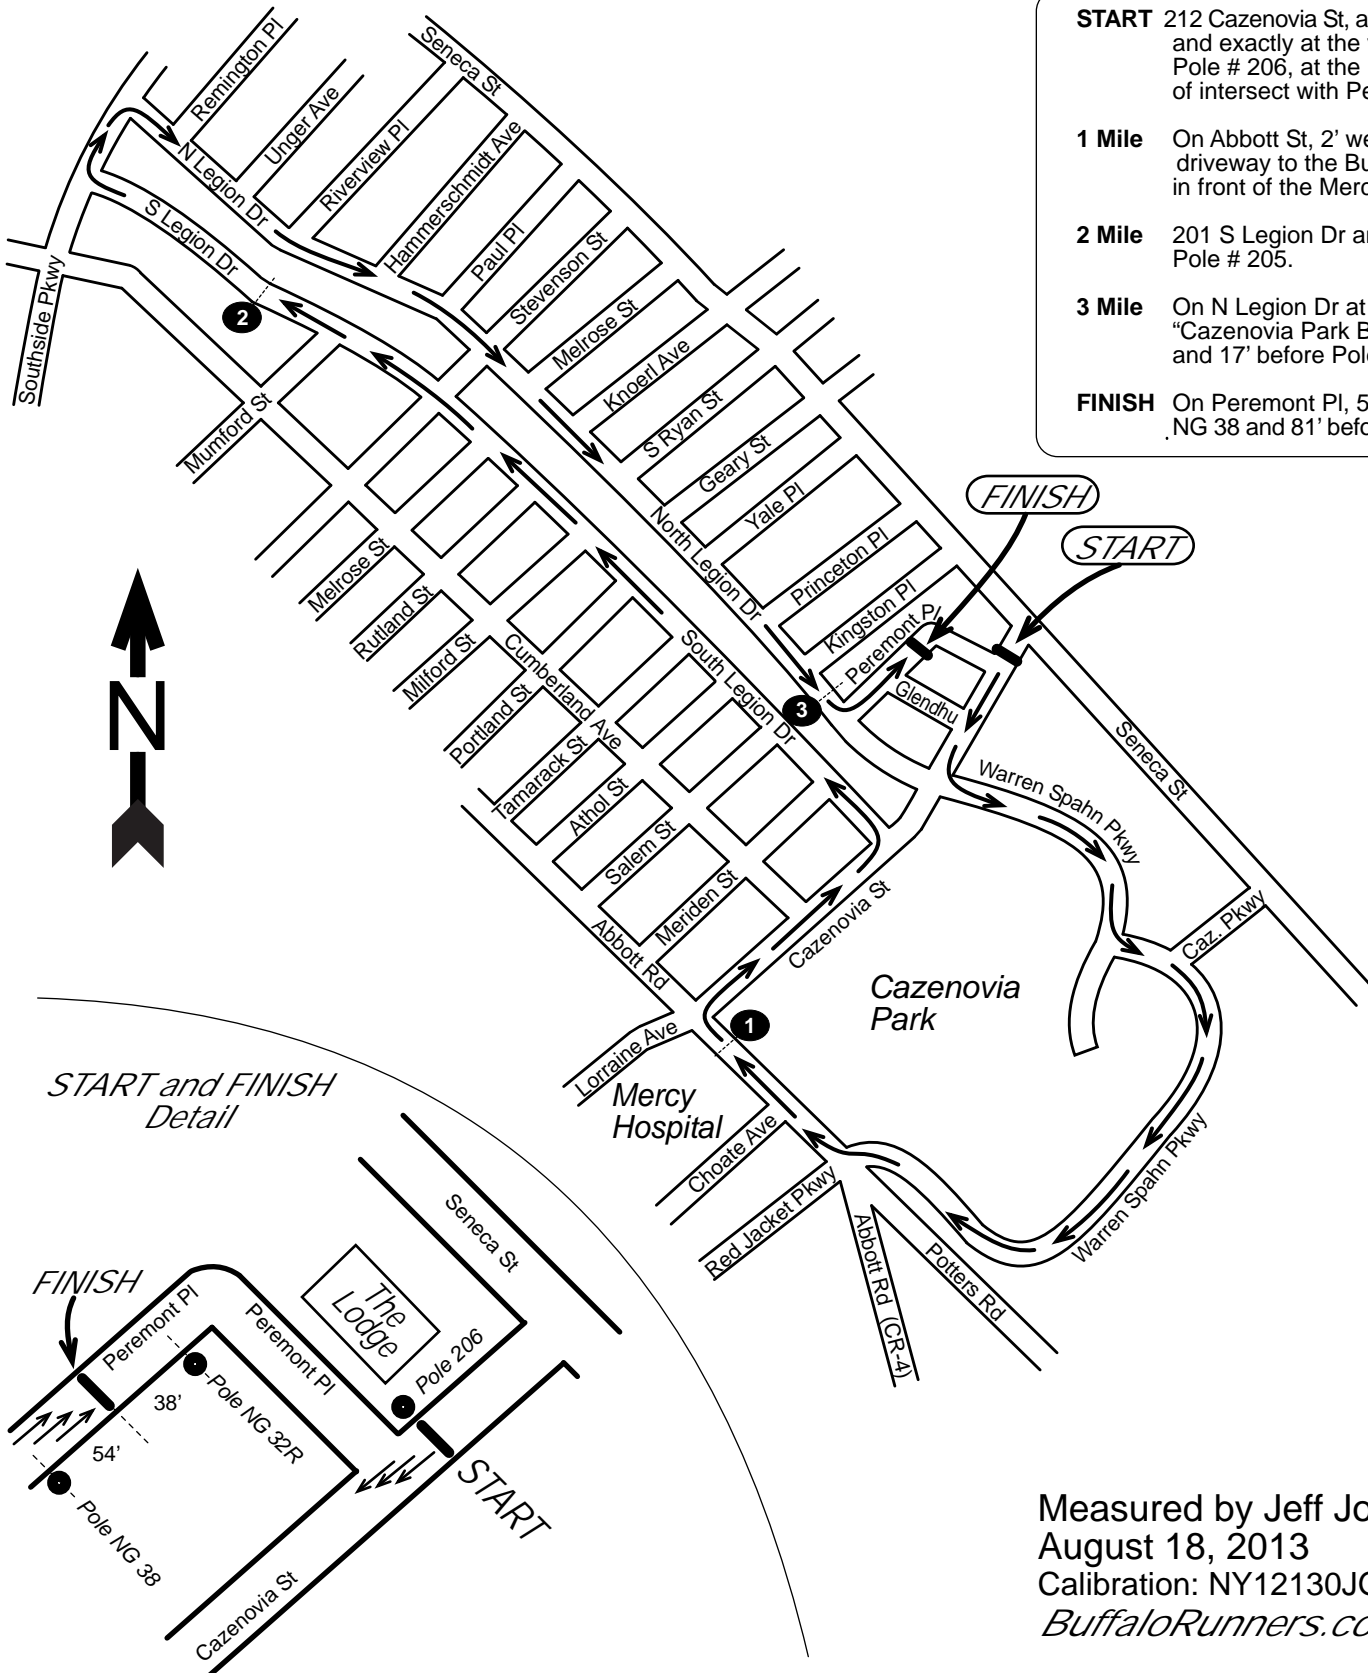 START 212 Cazenovia St, a
and exactly at the
Pole # 206, at the
of intersect with Pe
1 Mile On Abbott St, 2’ we
driveway to the Bu
in front of the Merc
2 Mile 201 S Legion Dr an
Pole # 205.
3 Mile On N Legion Dr at
“Cazenovia Park B
and 17’ before Pole
FINISH On Peremont Pl, 5
NG 38 and 81’ befo
Remington Pl
Unger Ave
Riverview Pl
Hammerschmidt Ave
Seneca St
N Legion Dr
S Legion Dr
Paul Pl
Stevenson St
Melrose St
Knoerl Ave
S Ryan St
Geary St
Yale Pl
Princeton Pl
Kingston Pl
Peremont Pl
Glendhu
Southside Pkwy
2
Mumford St
North Legion Dr
South Legion Dr
FINISH
START
3
Melrose St
Rutland St
Milford St
Portland St
Cumberland Ave
Tamarack St
Athol St
Salem St
Meriden St
Abbott Rd
N
Warren Spahn Pkwy
Seneca St
Caz. Pkwy
Cazenovia St
Cazenovia
Park
1
Lorraine Ave
Mercy
Hospital
Choate Ave
Red Jacket Pkwy
Abbott Rd (CR-4)
Potters Rd
Warren Spahn Pkwy
START and FINISH
Detail
Seneca St
FINISH
Peremont Pl
Peremont Pl
The
Lodge
Pole 206
38’
Pole NG 32R
54’
Pole NG 38
START
Cazenovia St
Measured by Jeff Jo
August 18, 2013
Calibration: NY12130JG
BuffaloRunners.co